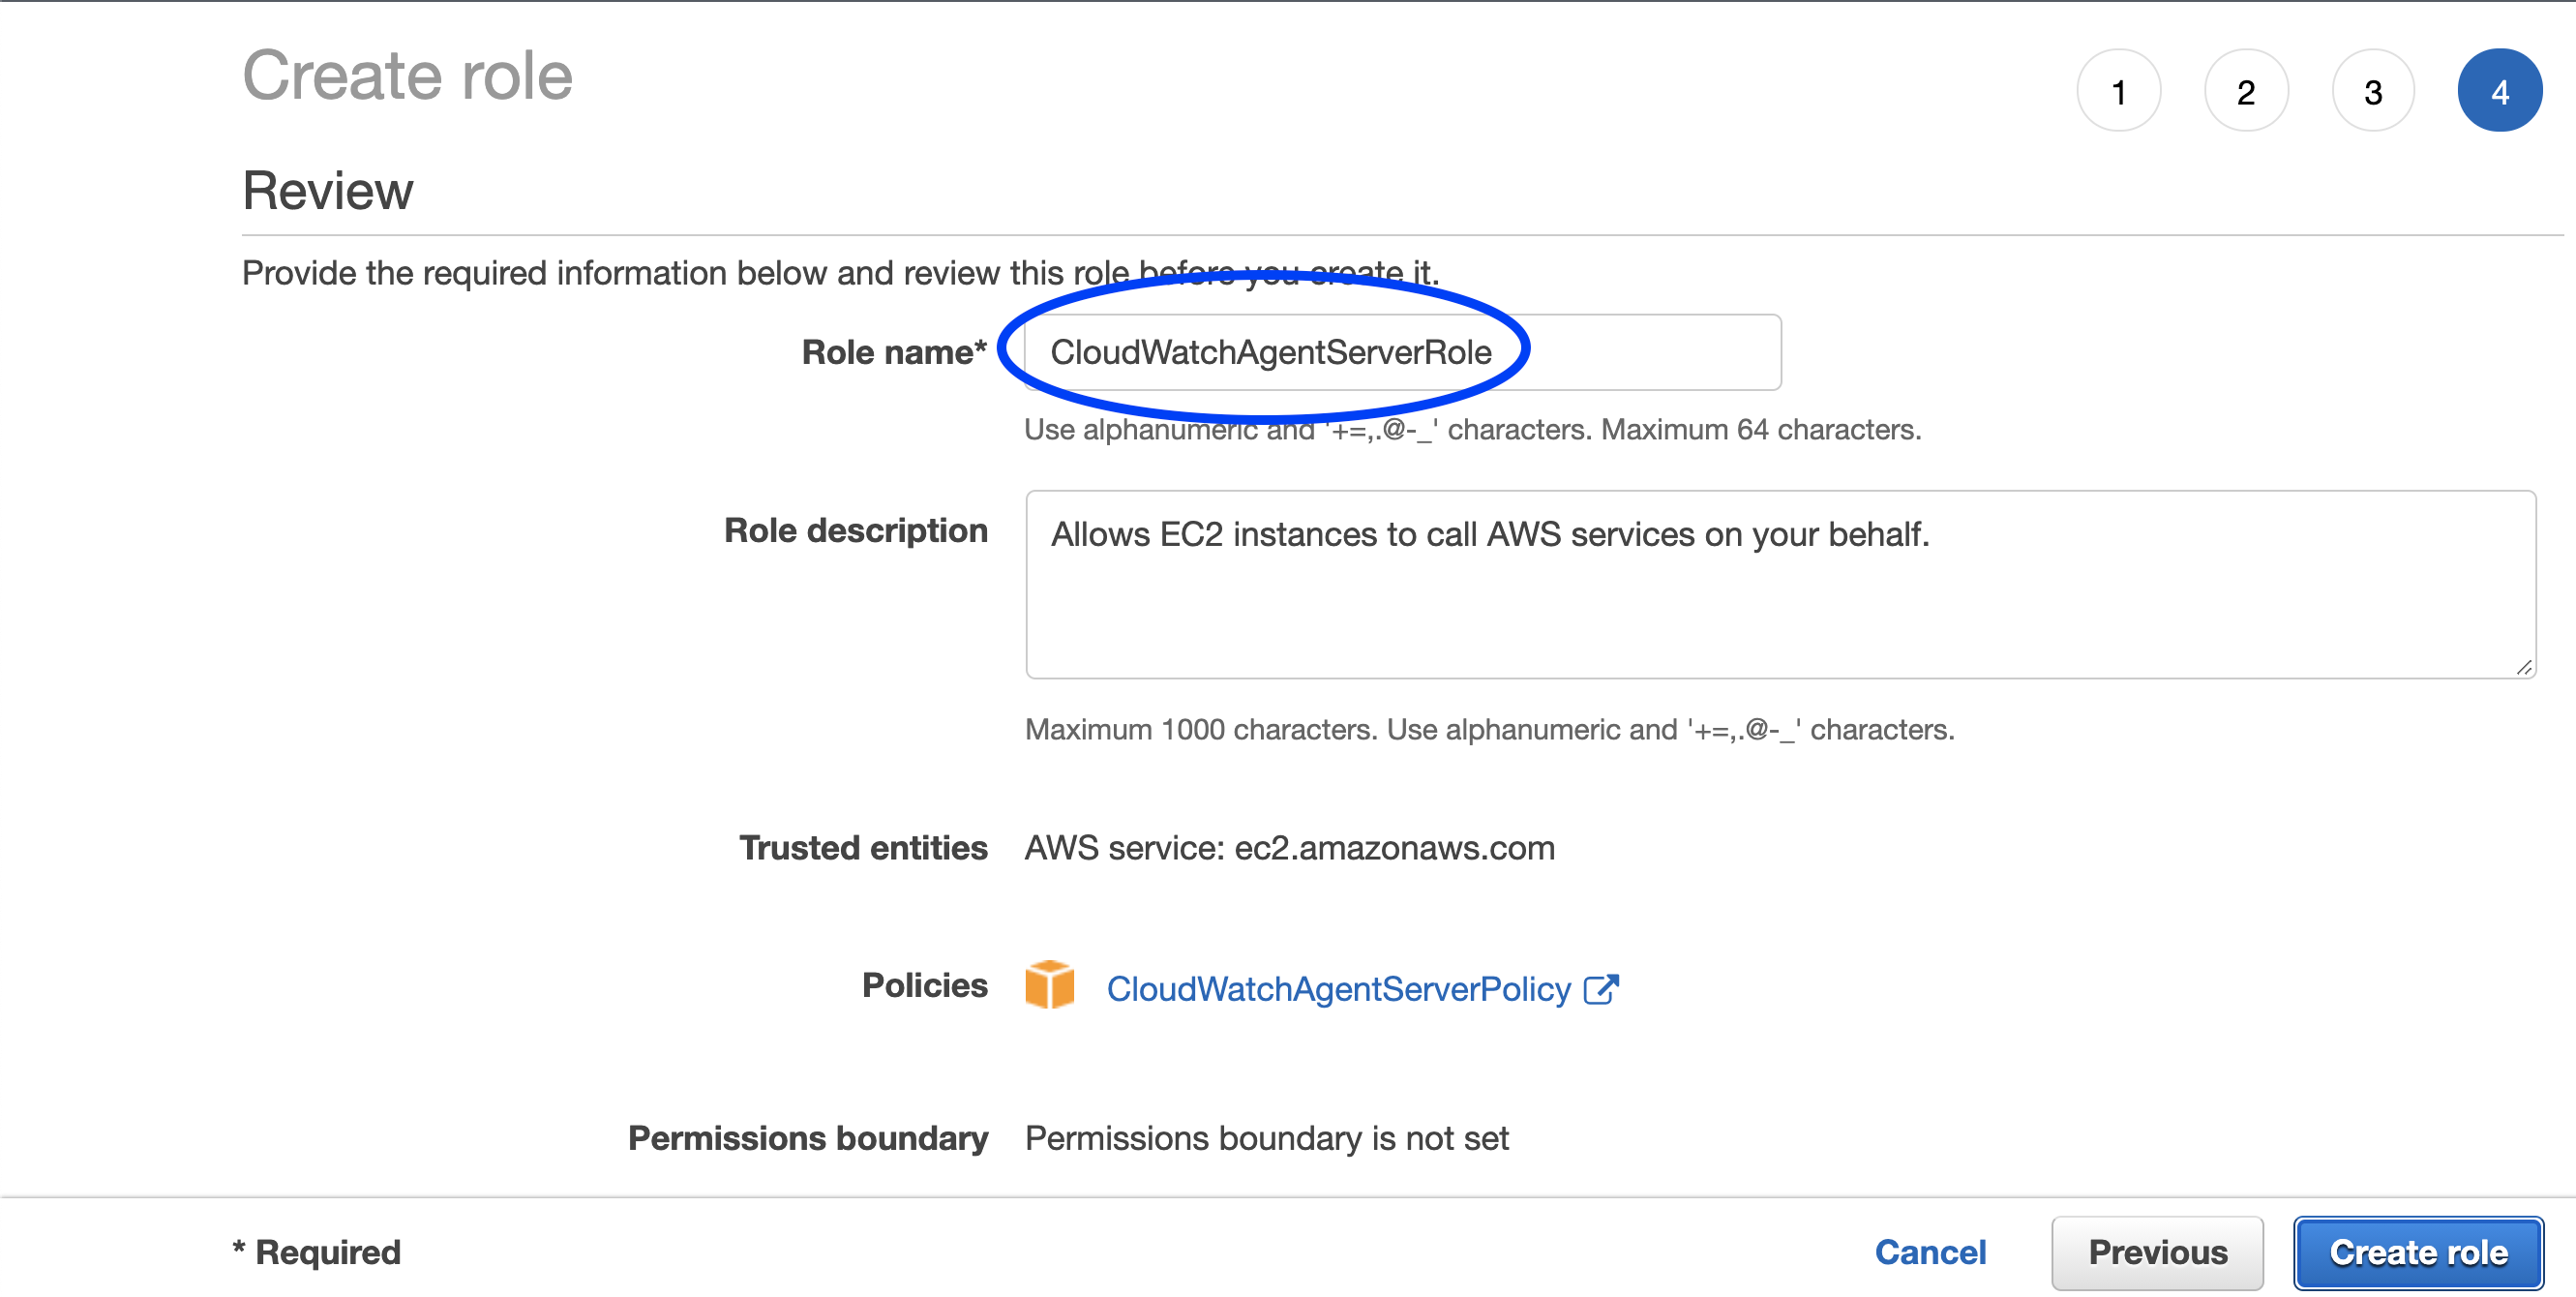 Create role
1 2 3 4
Review
Provide the required information below and review this role before you create it.
Role name* CloudWatchAgentServerRole
Use alphanumeric and '+=,.@-_' characters. Maximum 64 characters.
Role description Allows EC2 instances to call AWS services on your behalf.
Maximum 1000 characters. Use alphanumeric and '+=,.@-_' characters.
Trusted entities AWS service: ec2.amazonaws.com
Policies CloudWatchAgentServerPolicy
Permissions boundary Permissions boundary is not set
* Required Cancel Previous Create role